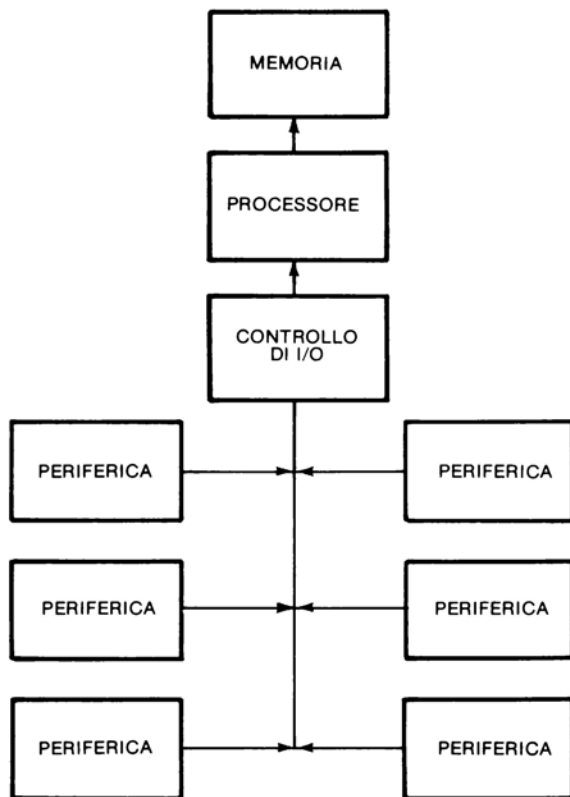 MEMORIA
PROCESSORE
CONTROLLO
DI I/O
PERIFERICA
PERIFERICA
PERIFERICA
PERIFERICA
PERIFERICA
PERIFERICA